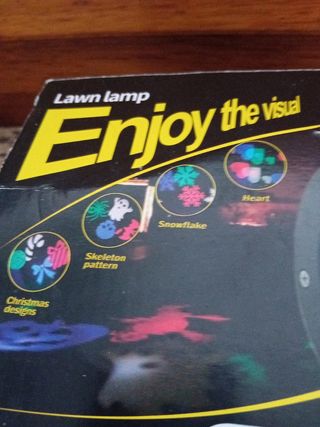 Lawn lamp
Enjoy the visual
Heart
Snowflake
Skeleton
pattern
Christmas
designs